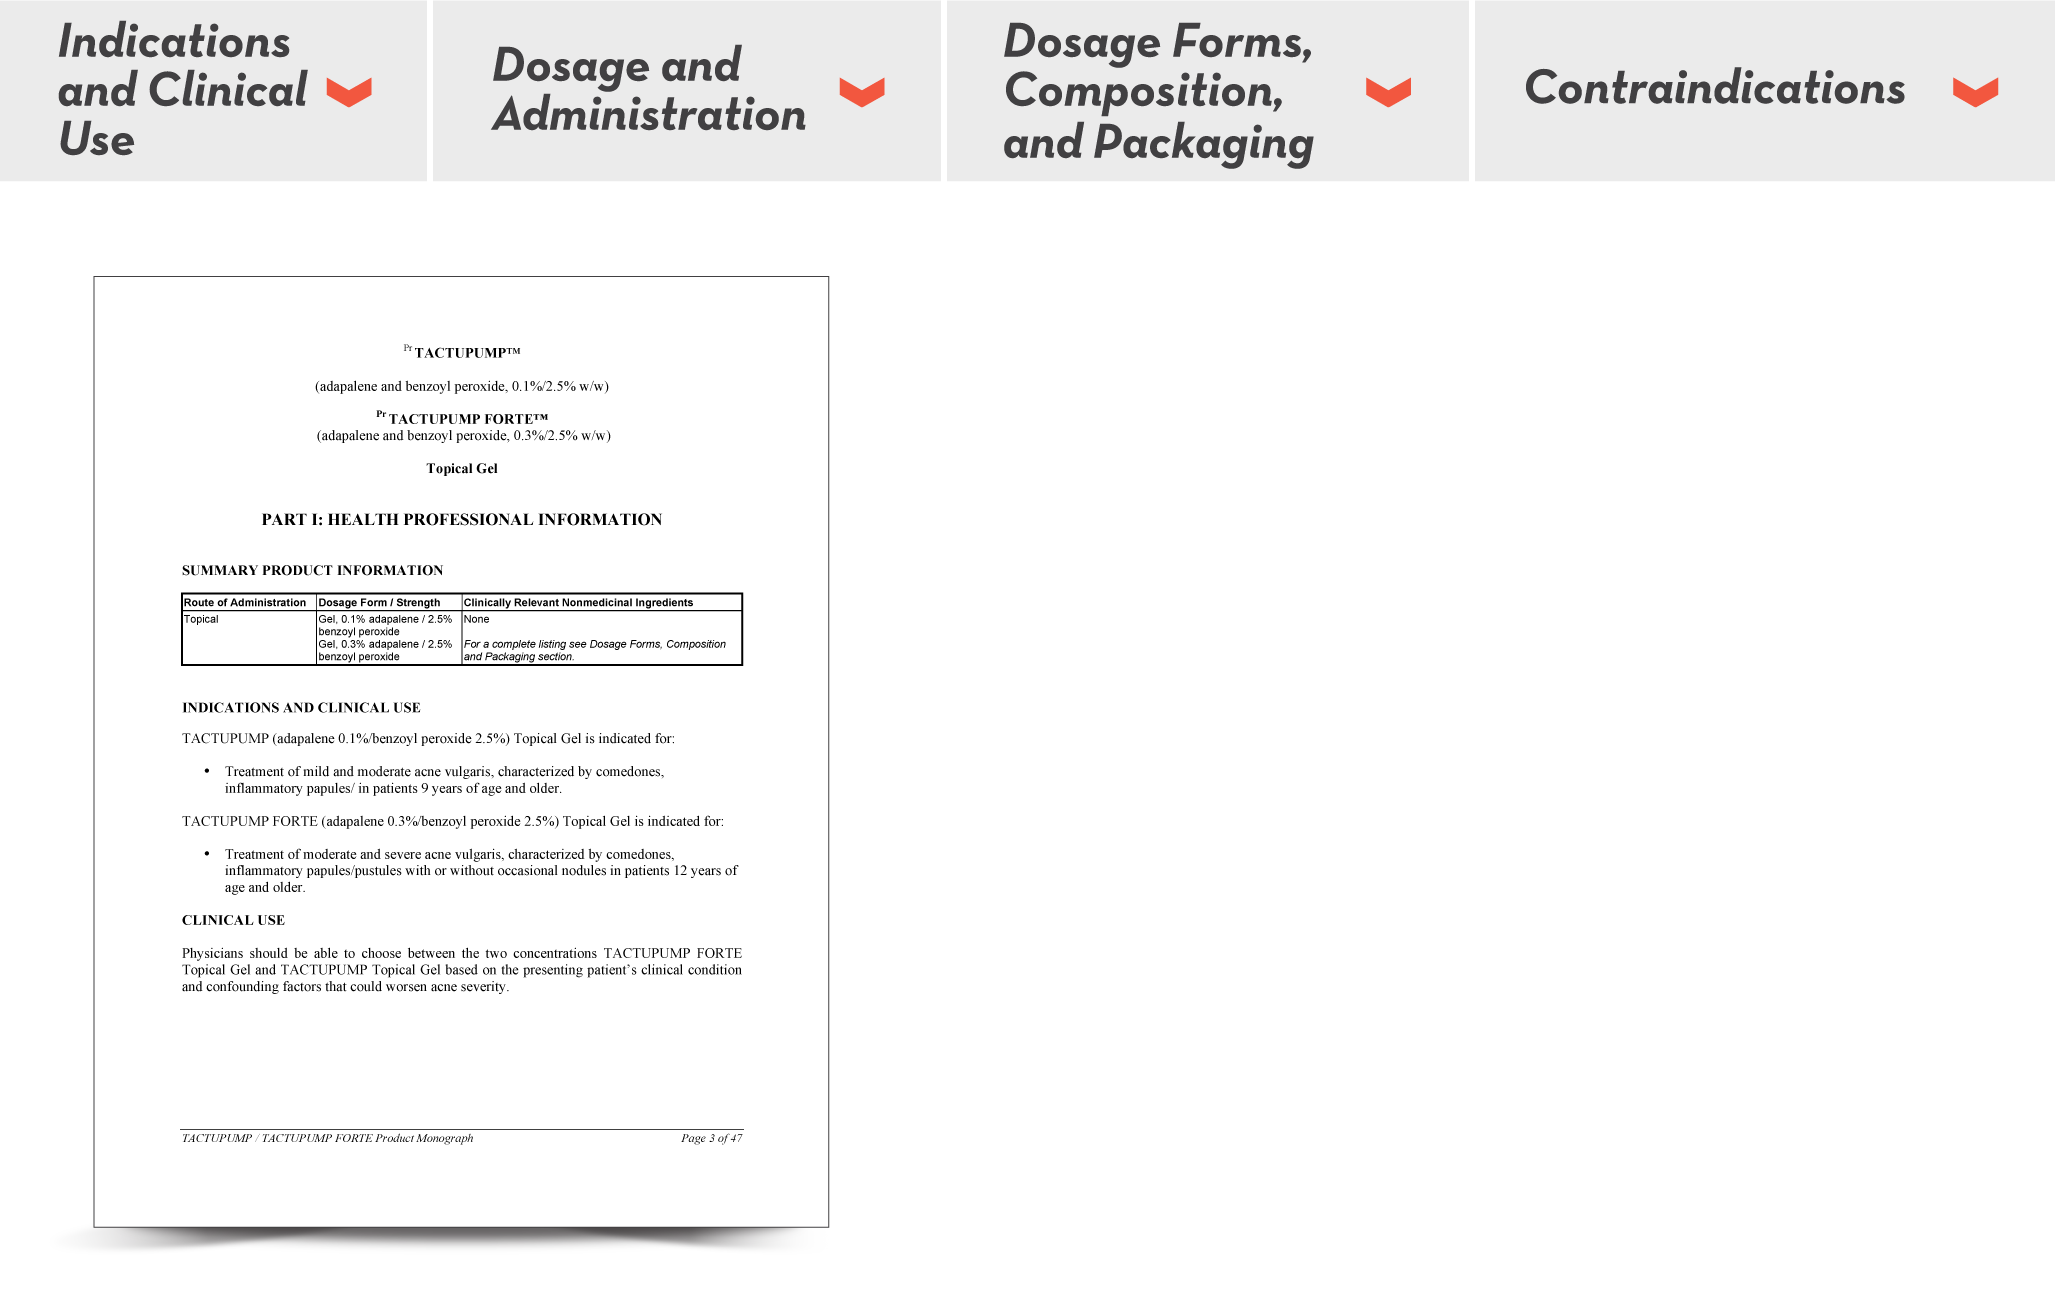 Indications
and Clinical
Use
Dosage and
Administration
Dosage Forms,
Composition,
and Packaging
Contraindications
Pr TACTUPUMP™
(adapalene and benzoyl peroxide, 0.1%/2.5% w/w)
Pr TACTUPUMP FORTE™
(adapalene and benzoyl peroxide, 0.3%/2.5% w/w)
Topical Gel
PART I: HEALTH PROFESSIONAL INFORMATION
SUMMARY PRODUCT INFORMATION
Route of Administration Dosage Form / Strength Clinically Relevant Nonmedicinal Ingredients
Topical Gel, 0.1% adapalene / 2.5% None
benzoyl peroxide
Gel, 0.3% adapalene / 2.5% For a complete listing see Dosage Forms, Composition
benzoyl peroxide and Packaging section.
INDICATIONS AND CLINICAL USE
TACTUPUMP (adapalene 0.1%/benzoyl peroxide 2.5%) Topical Gel is indicated for:
• Treatment of mild and moderate acne vulgaris, characterized by comedones,
inflammatory papules/ in patients 9 years of age and older.
TACTUPUMP FORTE (adapalene 0.3%/benzoyl peroxide 2.5%) Topical Gel is indicated for:
• Treatment of moderate and severe acne vulgaris, characterized by comedones,
inflammatory papules/pustules with or without occasional nodules in patients 12 years of
age and older.
CLINICAL USE
Physicians should be able to choose between the two concentrations TACTUPUMP FORTE
Topical Gel and TACTUPUMP Topical Gel based on the presenting patient's clinical condition
and confounding factors that could worsen acne severity.
TACTUPUMP / TACTUPUMP FORTE Product Monograph Page 3 of 47